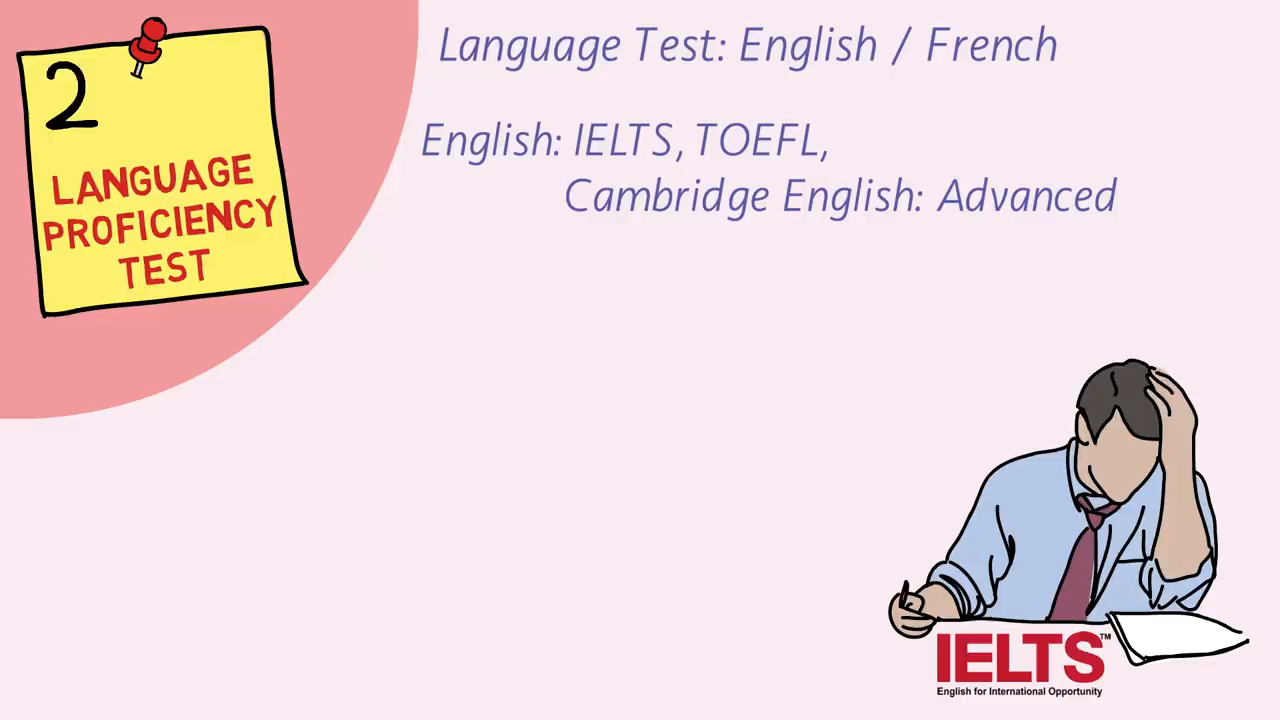 2
LANGUAGE
PROFICIENCY
TEST
Language Test: English / French
English: IELTS, TOEFL,
Cambridge English: Advanced
IELTS™
English for International Opportunity